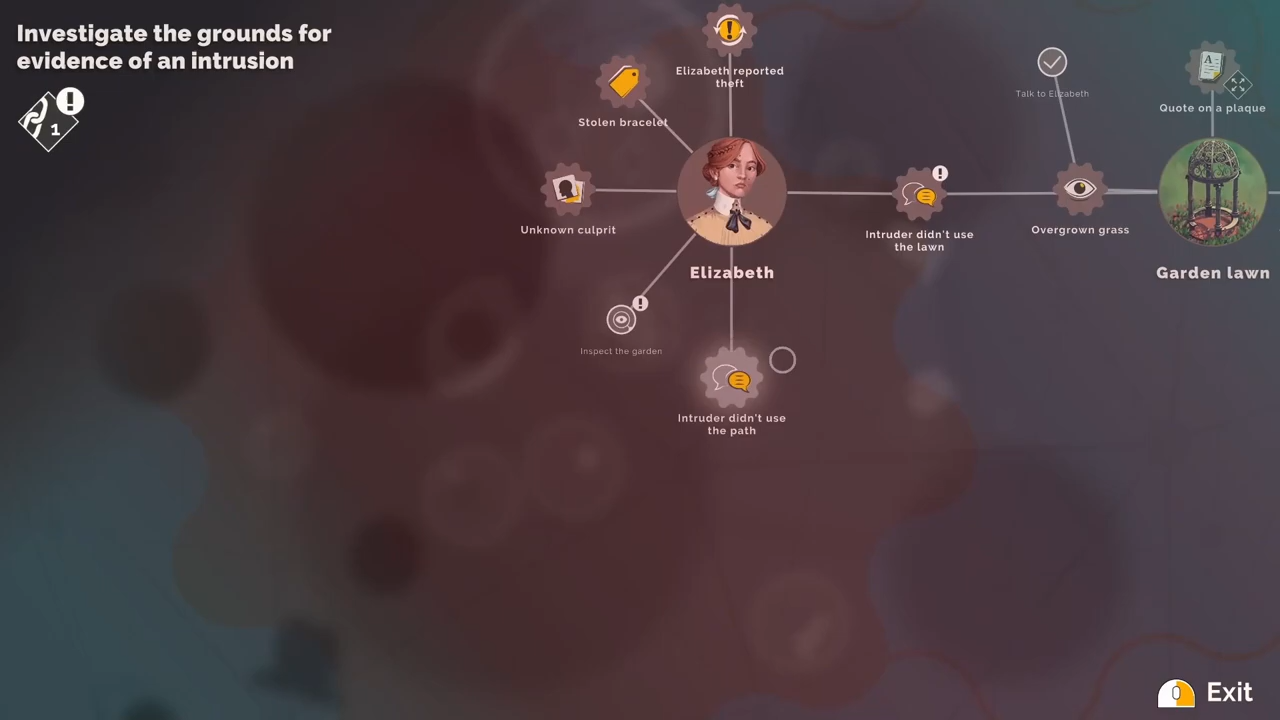 Investigate the grounds for
evidence of an intrusion
1
Elizabeth reported
theft
Stolen bracelet
Unknown culprit
Elizabeth
Inspect the garden
Intruder didn't use
the path
Intruder didn't use
the lawn
Talk to Elizabeth
Overgrown grass
A
Quote on a plaque
Garden lawn
Exit